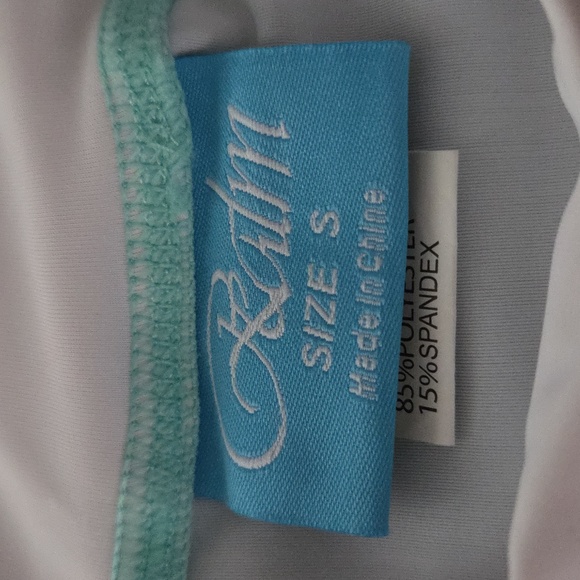 SIZE S
Made In China
85%POLYESTER
15%SPANDEX